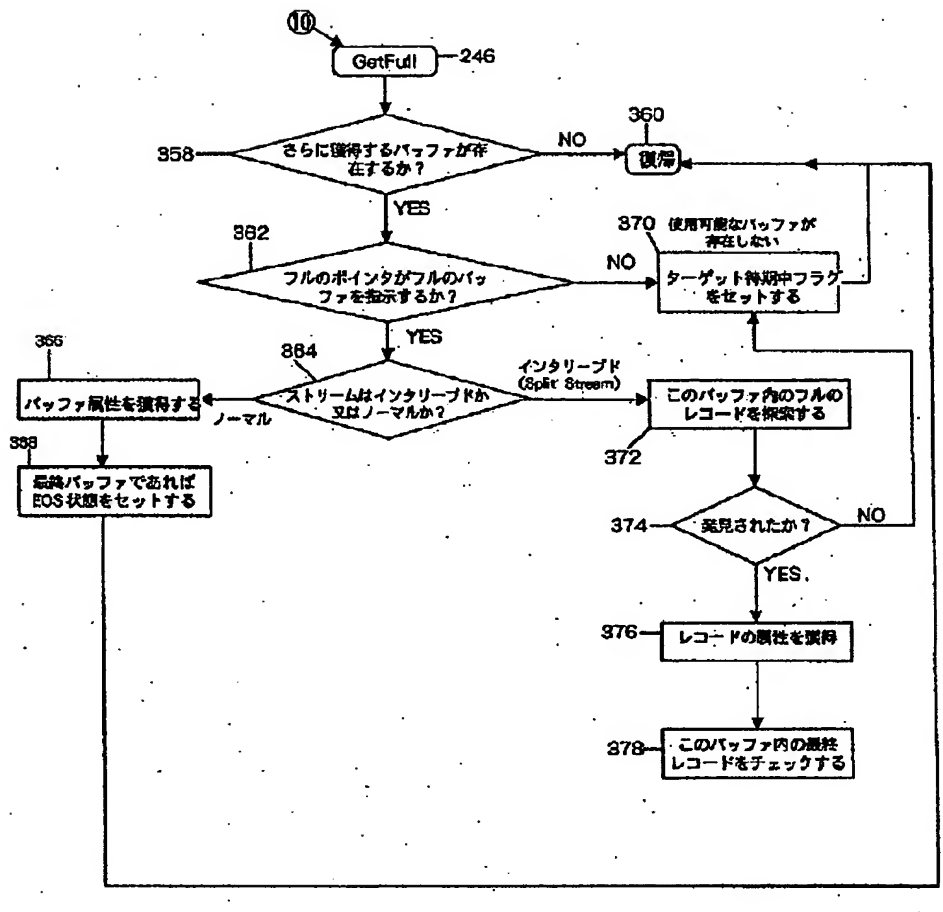 10
GetFull
246
358
さらに獲得するバッファが存
在するか?
NO
360
復帰
YES
362
フルのポインタがフルのバッ
ファを指示するか?
NO
370
使用可能なバッファが
存在しない
ターゲット待期中フラグ
をセットする
YES
366
364
バッファ属性を獲得する
ノーマル
ストリームはインタリーブドか
又はノーマルか?
インタリーブド
(Split Stream)
このバッファ内のフルの
レコードを探索する
372
368
最終バッファであれば
EOS状態をセットする
374
発見されたか?
NO
YES.
376
レコードの属性を獲得
378
このバッファ内の最終
レコードをチェックする